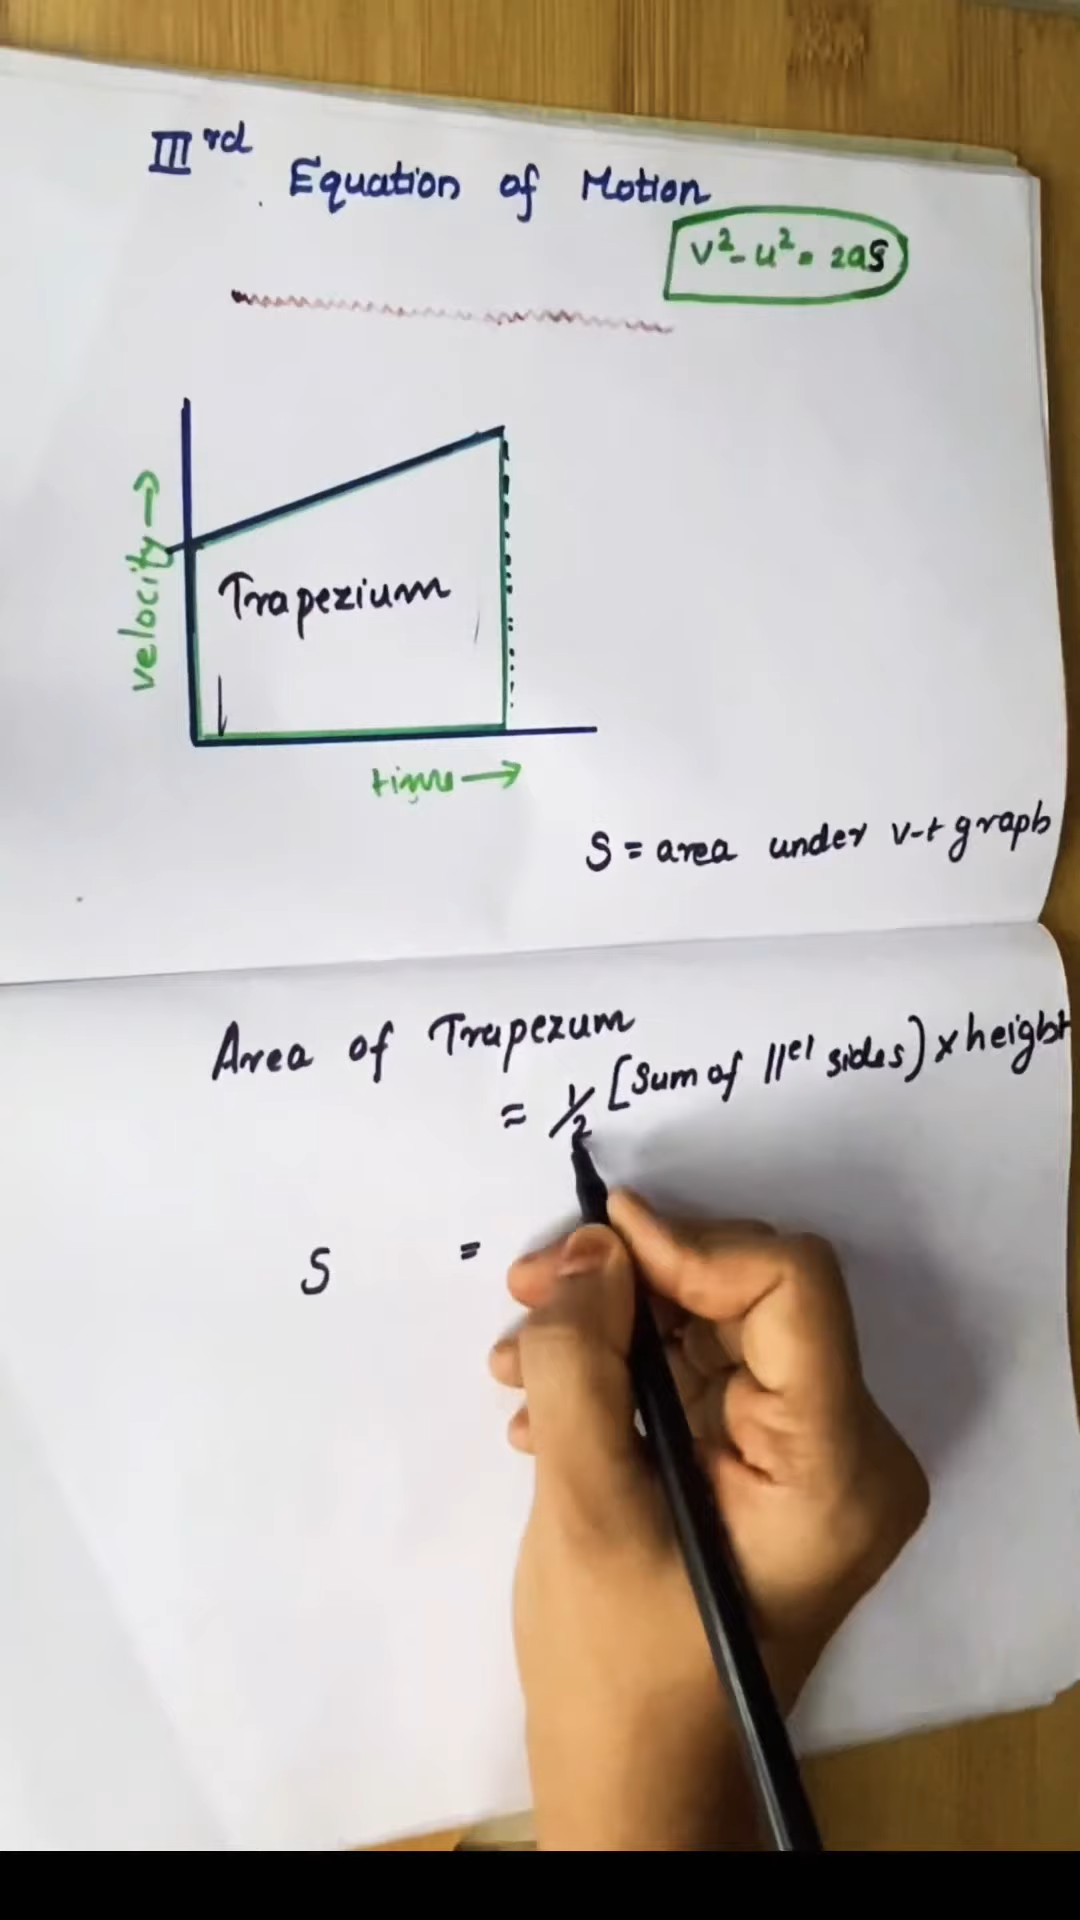 IIIrd Equation of Motion
v²-u² = 2aS
velocity →
Trapezium
time →
S = area under v-t graph
Area of Trapezum
= 1/2 [Sum of ||el sides) x height
S =